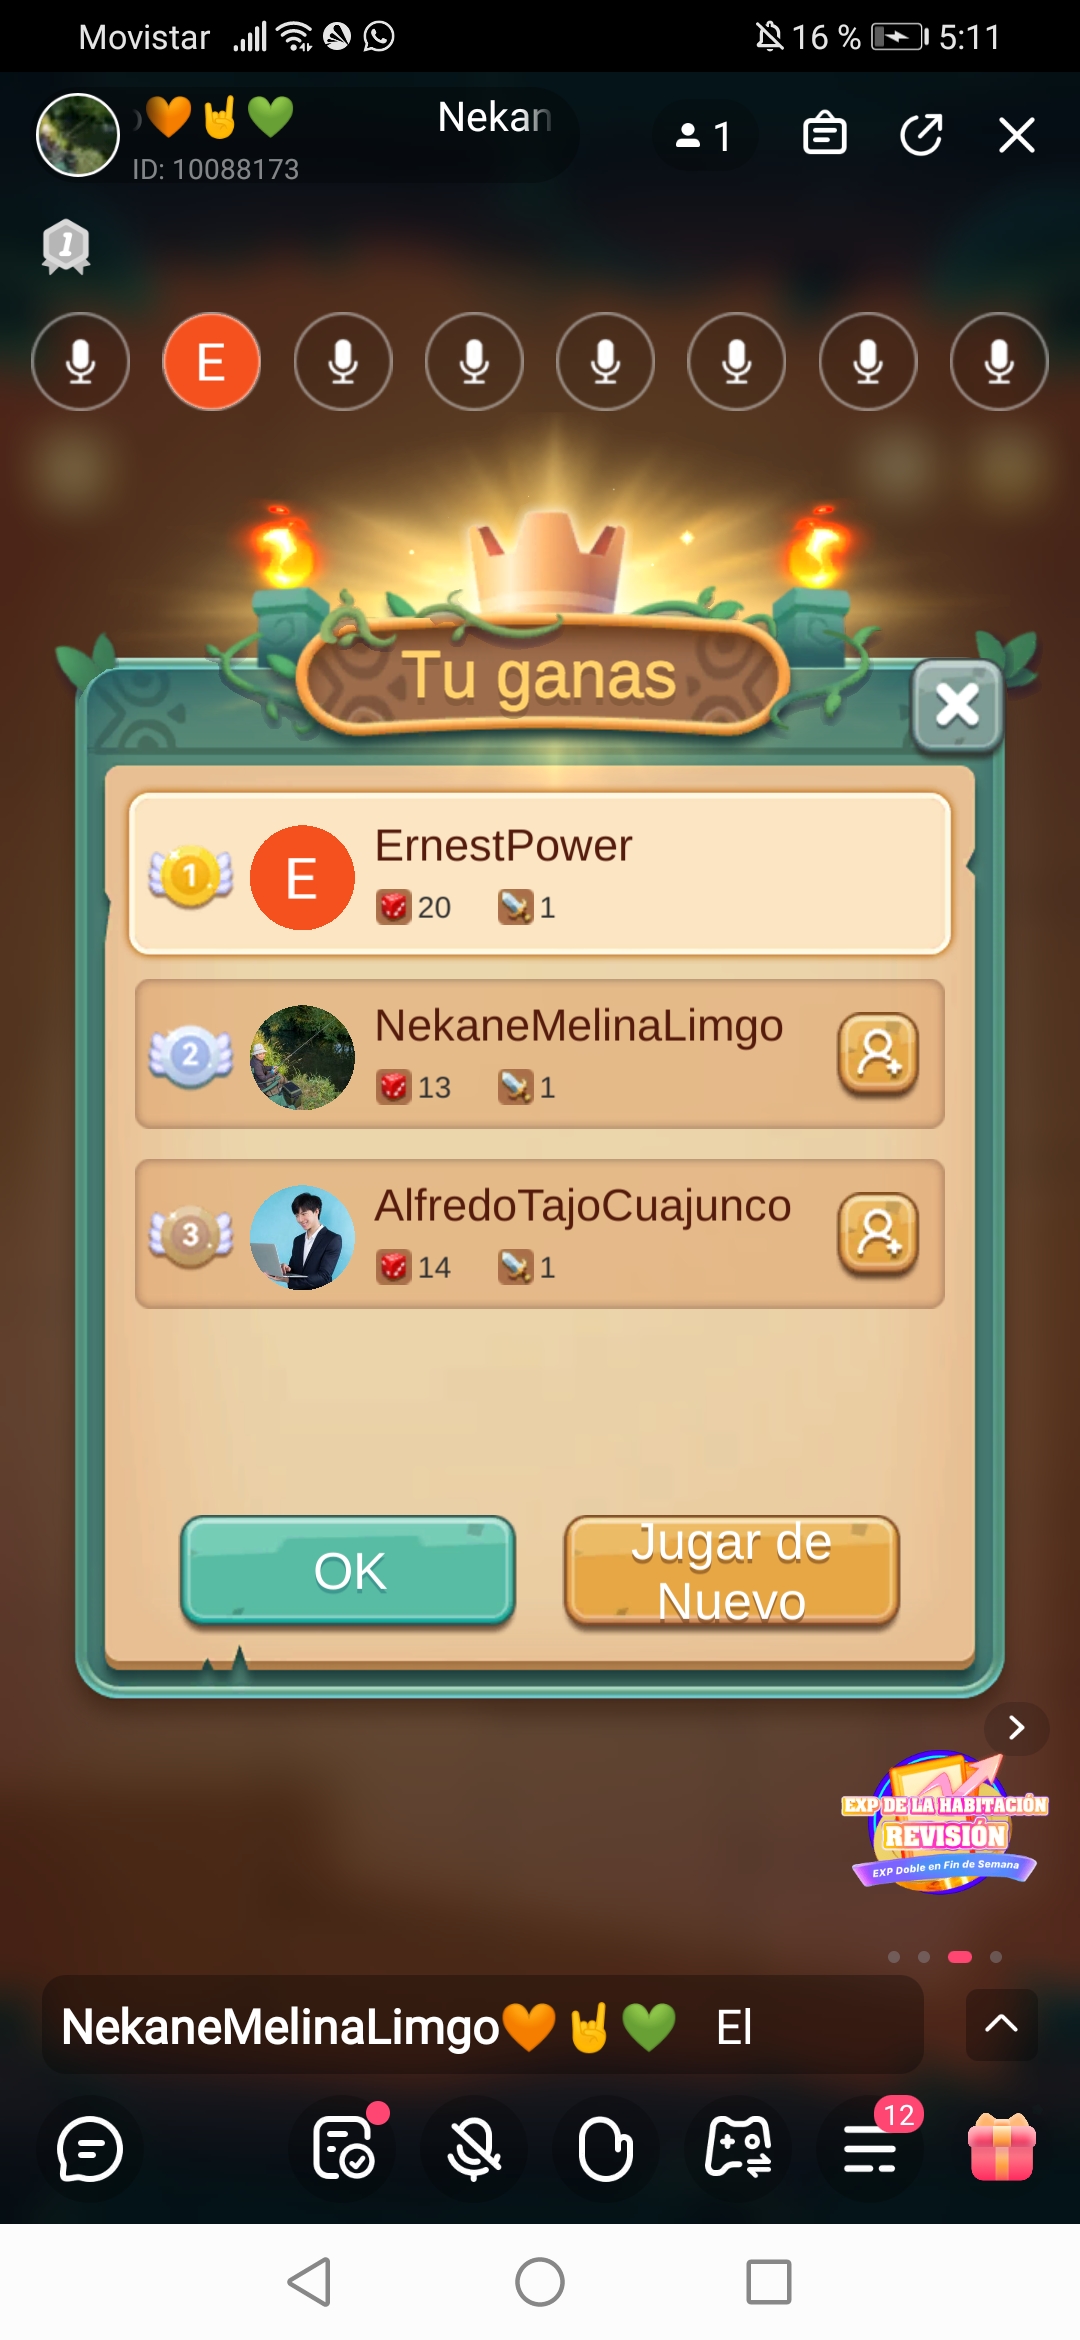 Movistar 16 % 5:11
🧡🤘💚 Nekan
ID: 10088173
1
1
E
Tu ganas
1 E ErnestPower
20 1
2 NekaneMelinaLimgo
13 1
3 AlfredoTajoCuajunco
14 1
OK
Jugar de
Nuevo
EXP DE LA HABITACIÓN
REVISIÓN
EXP Doble en Fin de Semana
NekaneMelinaLimgo🧡🤘💚 El
12